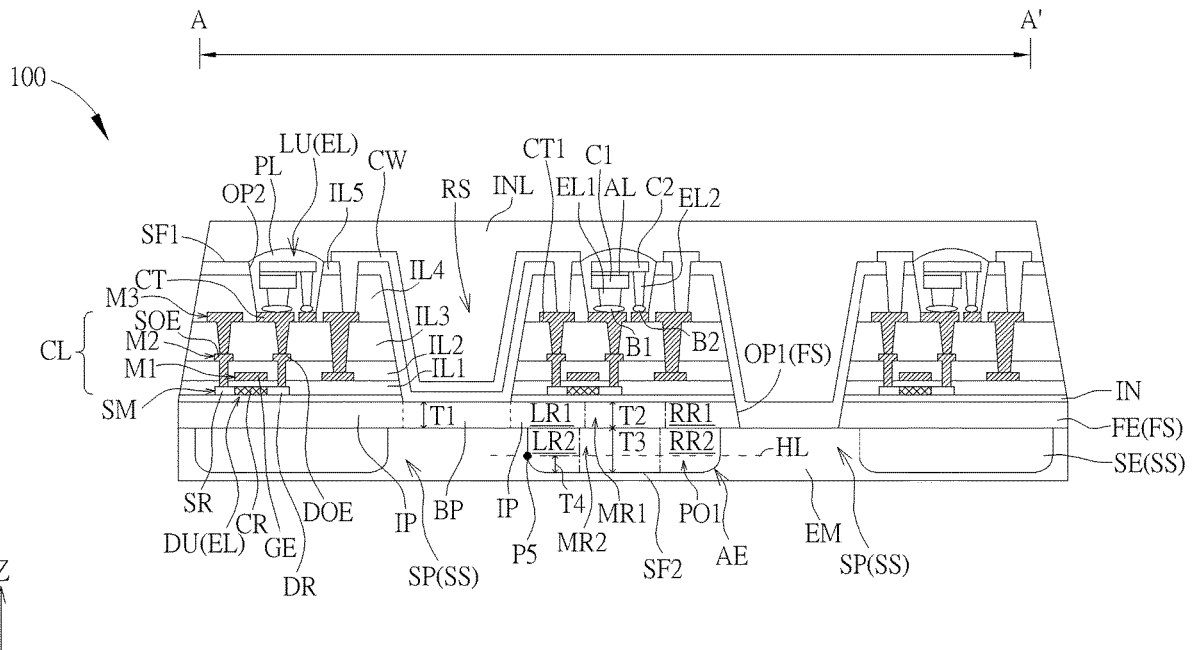 A A'
100
LU(EL)
PL
CW
OP2
IL5
RS
INL
CT1
C1
EL1
AL
C2
EL2
SF1
IL4
CT
M3
SOE
IL3
CL
M2
IL2
B1
B2
M1
IL1
OP1(FS)
SM
IN
T1
LR1
T2
RR1
FE(FS)
LR2
T3
RR2
HL
SE(SS)
T4
SR
CR
DOE
IP
BP
IP
MR1
PO1
EM
DU(EL)
GE
P5
MR2
AE
DR
SP(SS)
SF2
SP(SS)
Z